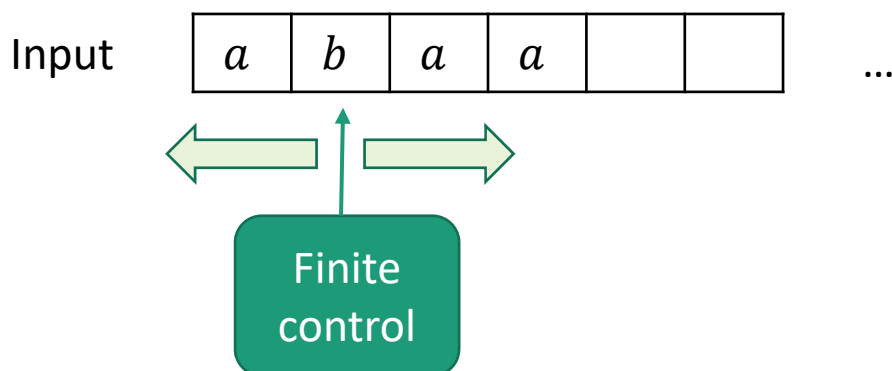 Input a b a a …
Finite
control